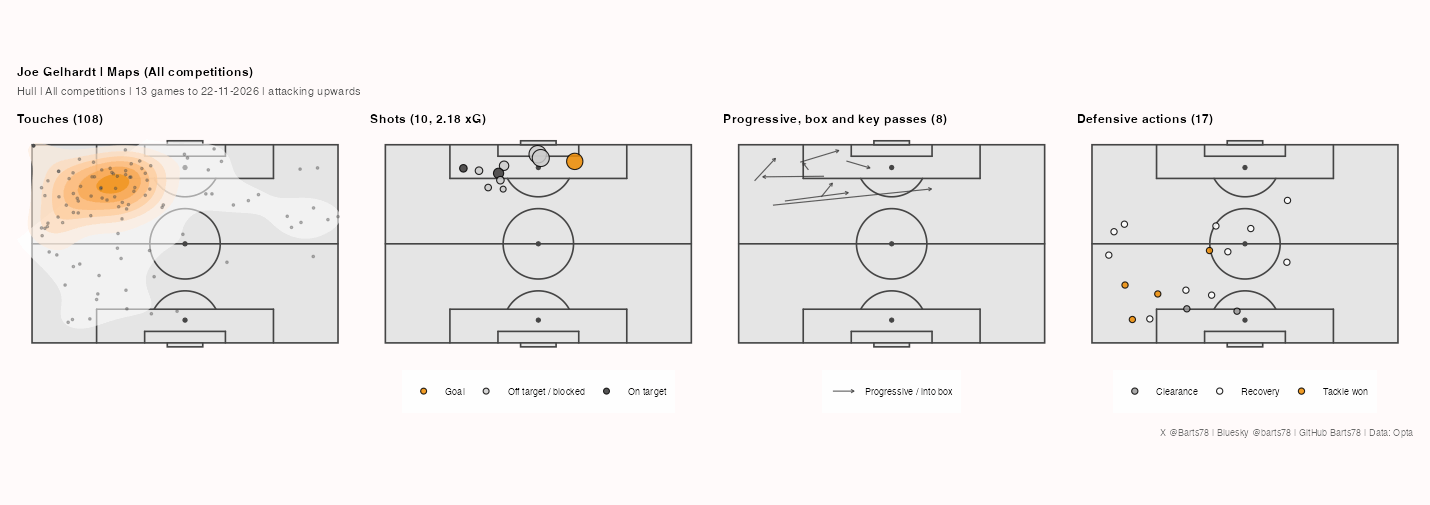 Joe Gelhardt | Maps (All competitions)
Hull | All competitions | 13 games to 22-11-2026 | attacking upwards
Touches (108)
Shots (10, 2.18 xG)
Progressive, box and key passes (8)
Defensive actions (17)
Goal
Off target / blocked
On target
Progressive / into box
Clearance
Recovery
Tackle won
X @Barts78 | Bluesky @barts78 | GitHub Barts78 | Data: Opta